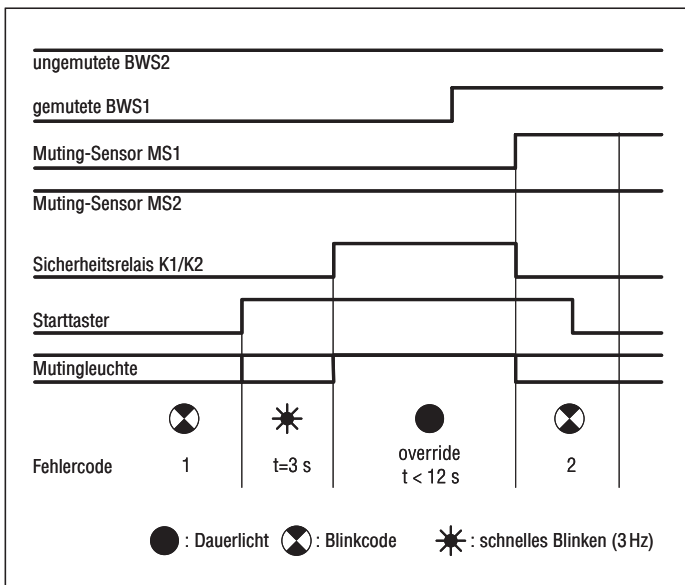 ungemutete BWS2
gemutete BWS1
Muting-Sensor MS1
Muting-Sensor MS2
Sicherheitsrelais K1/K2
Starttaster
Mutingleuchte
override
Fehlercode 1 t=3 s t < 12 s 2
: Dauerlicht : Blinkcode : schnelles Blinken (3 Hz)